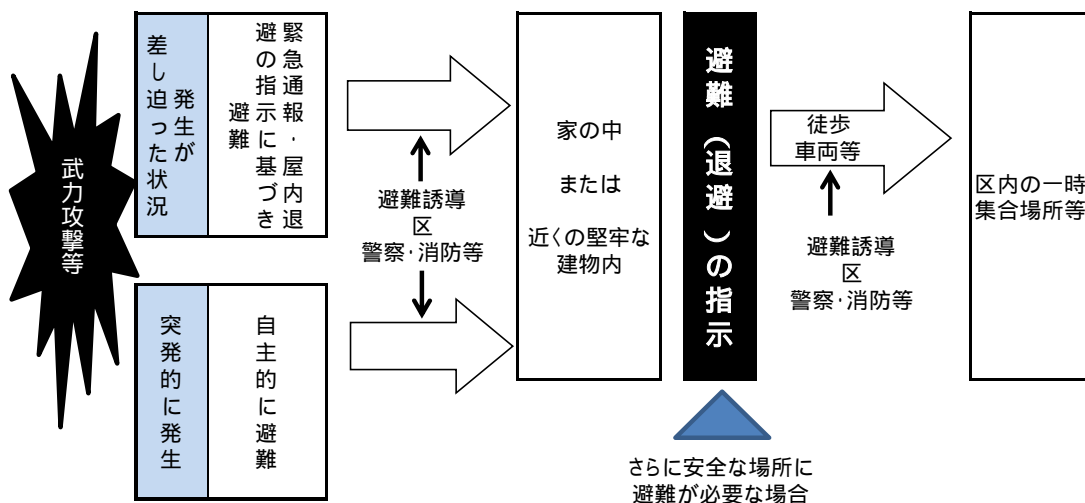 武力攻撃等
発生が
差し迫った状況
緊急通報・屋内退
避の指示に基づき
避難
突発的に発生
自主的に避難
避難誘導
区
警察・消防等
家の中
または
近くの堅牢な
建物内
避難（退避）の指示
さらに安全な場所に
避難が必要な場合
徒歩
車両等
避難誘導
区
警察・消防等
区内の一時
集合場所等